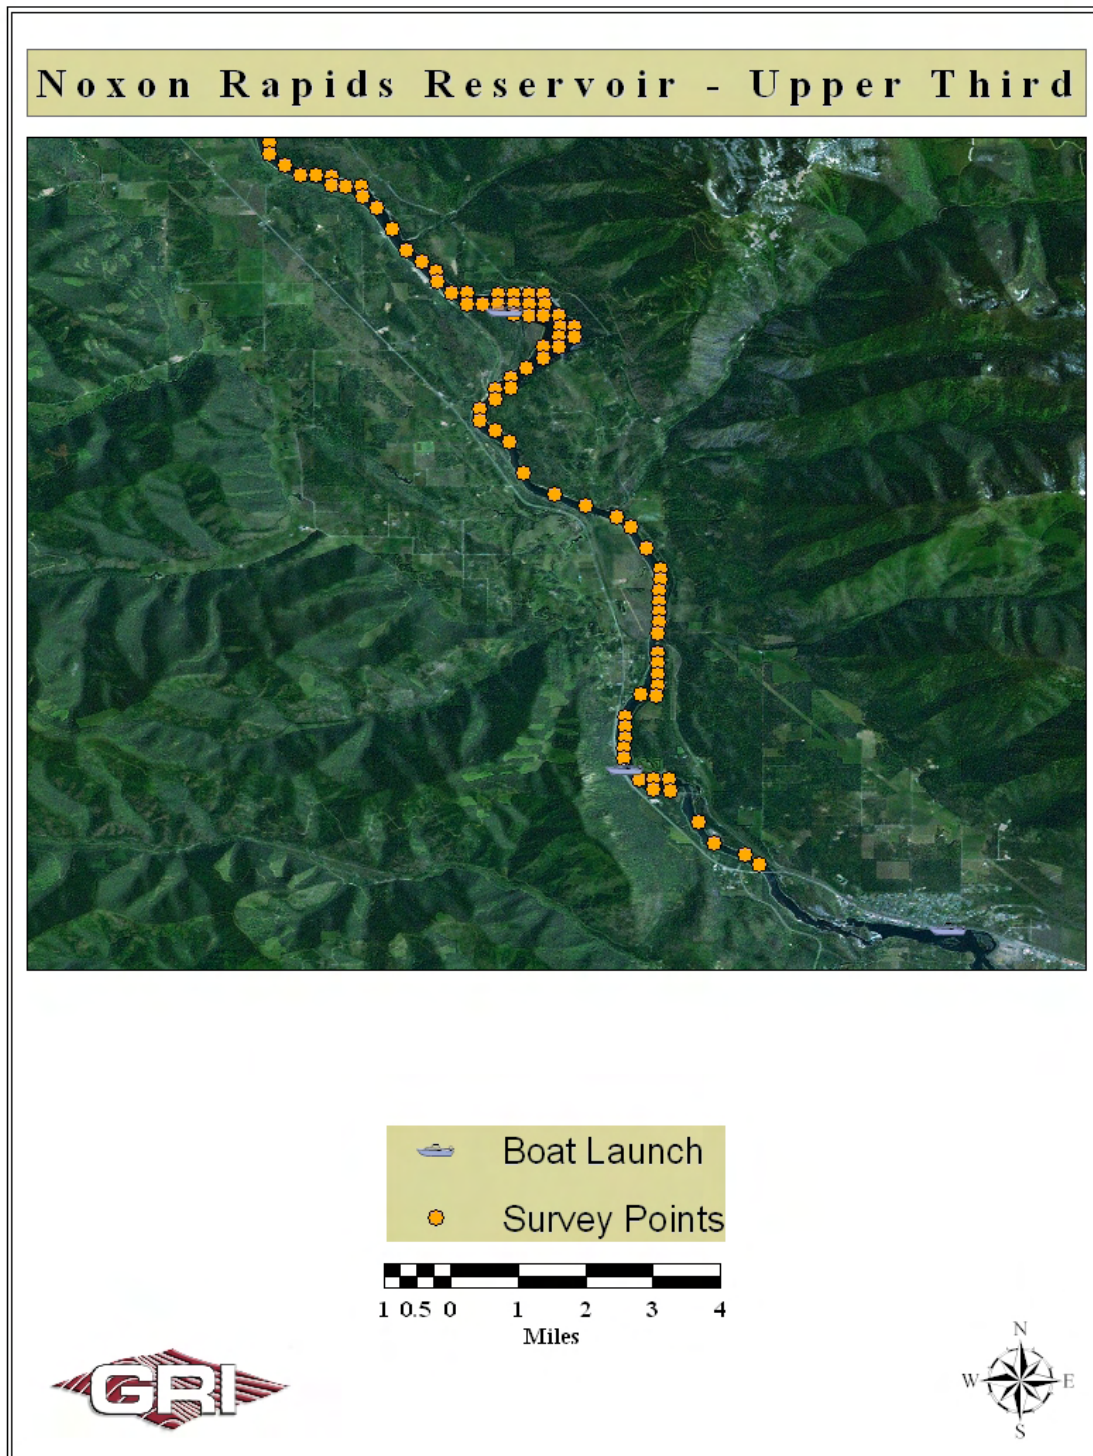 Noxon Rapids Reservoir - Upper Third
Boat Launch
Survey Points
1 0.5 0 1 2 3 4
Miles
GRI
N
W E
S